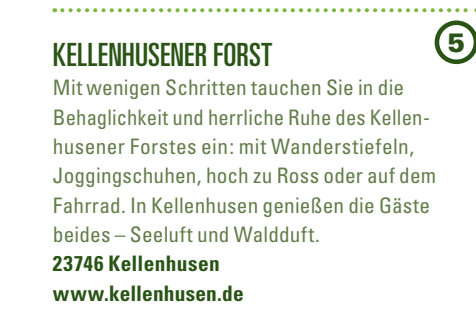 5
KELLENHUSENER FORST
Mit wenigen Schritten tauchen Sie in die
Behaglichkeit und herrliche Ruhe des Kellen-
husener Forstes ein: mit Wanderstiefeln,
Joggingschuhen, hoch zu Ross oder auf dem
Fahrrad. In Kellenhusen genießen die Gäste
beides – Seeluft und Waldduft.
23746 Kellenhusen
www.kellenhusen.de